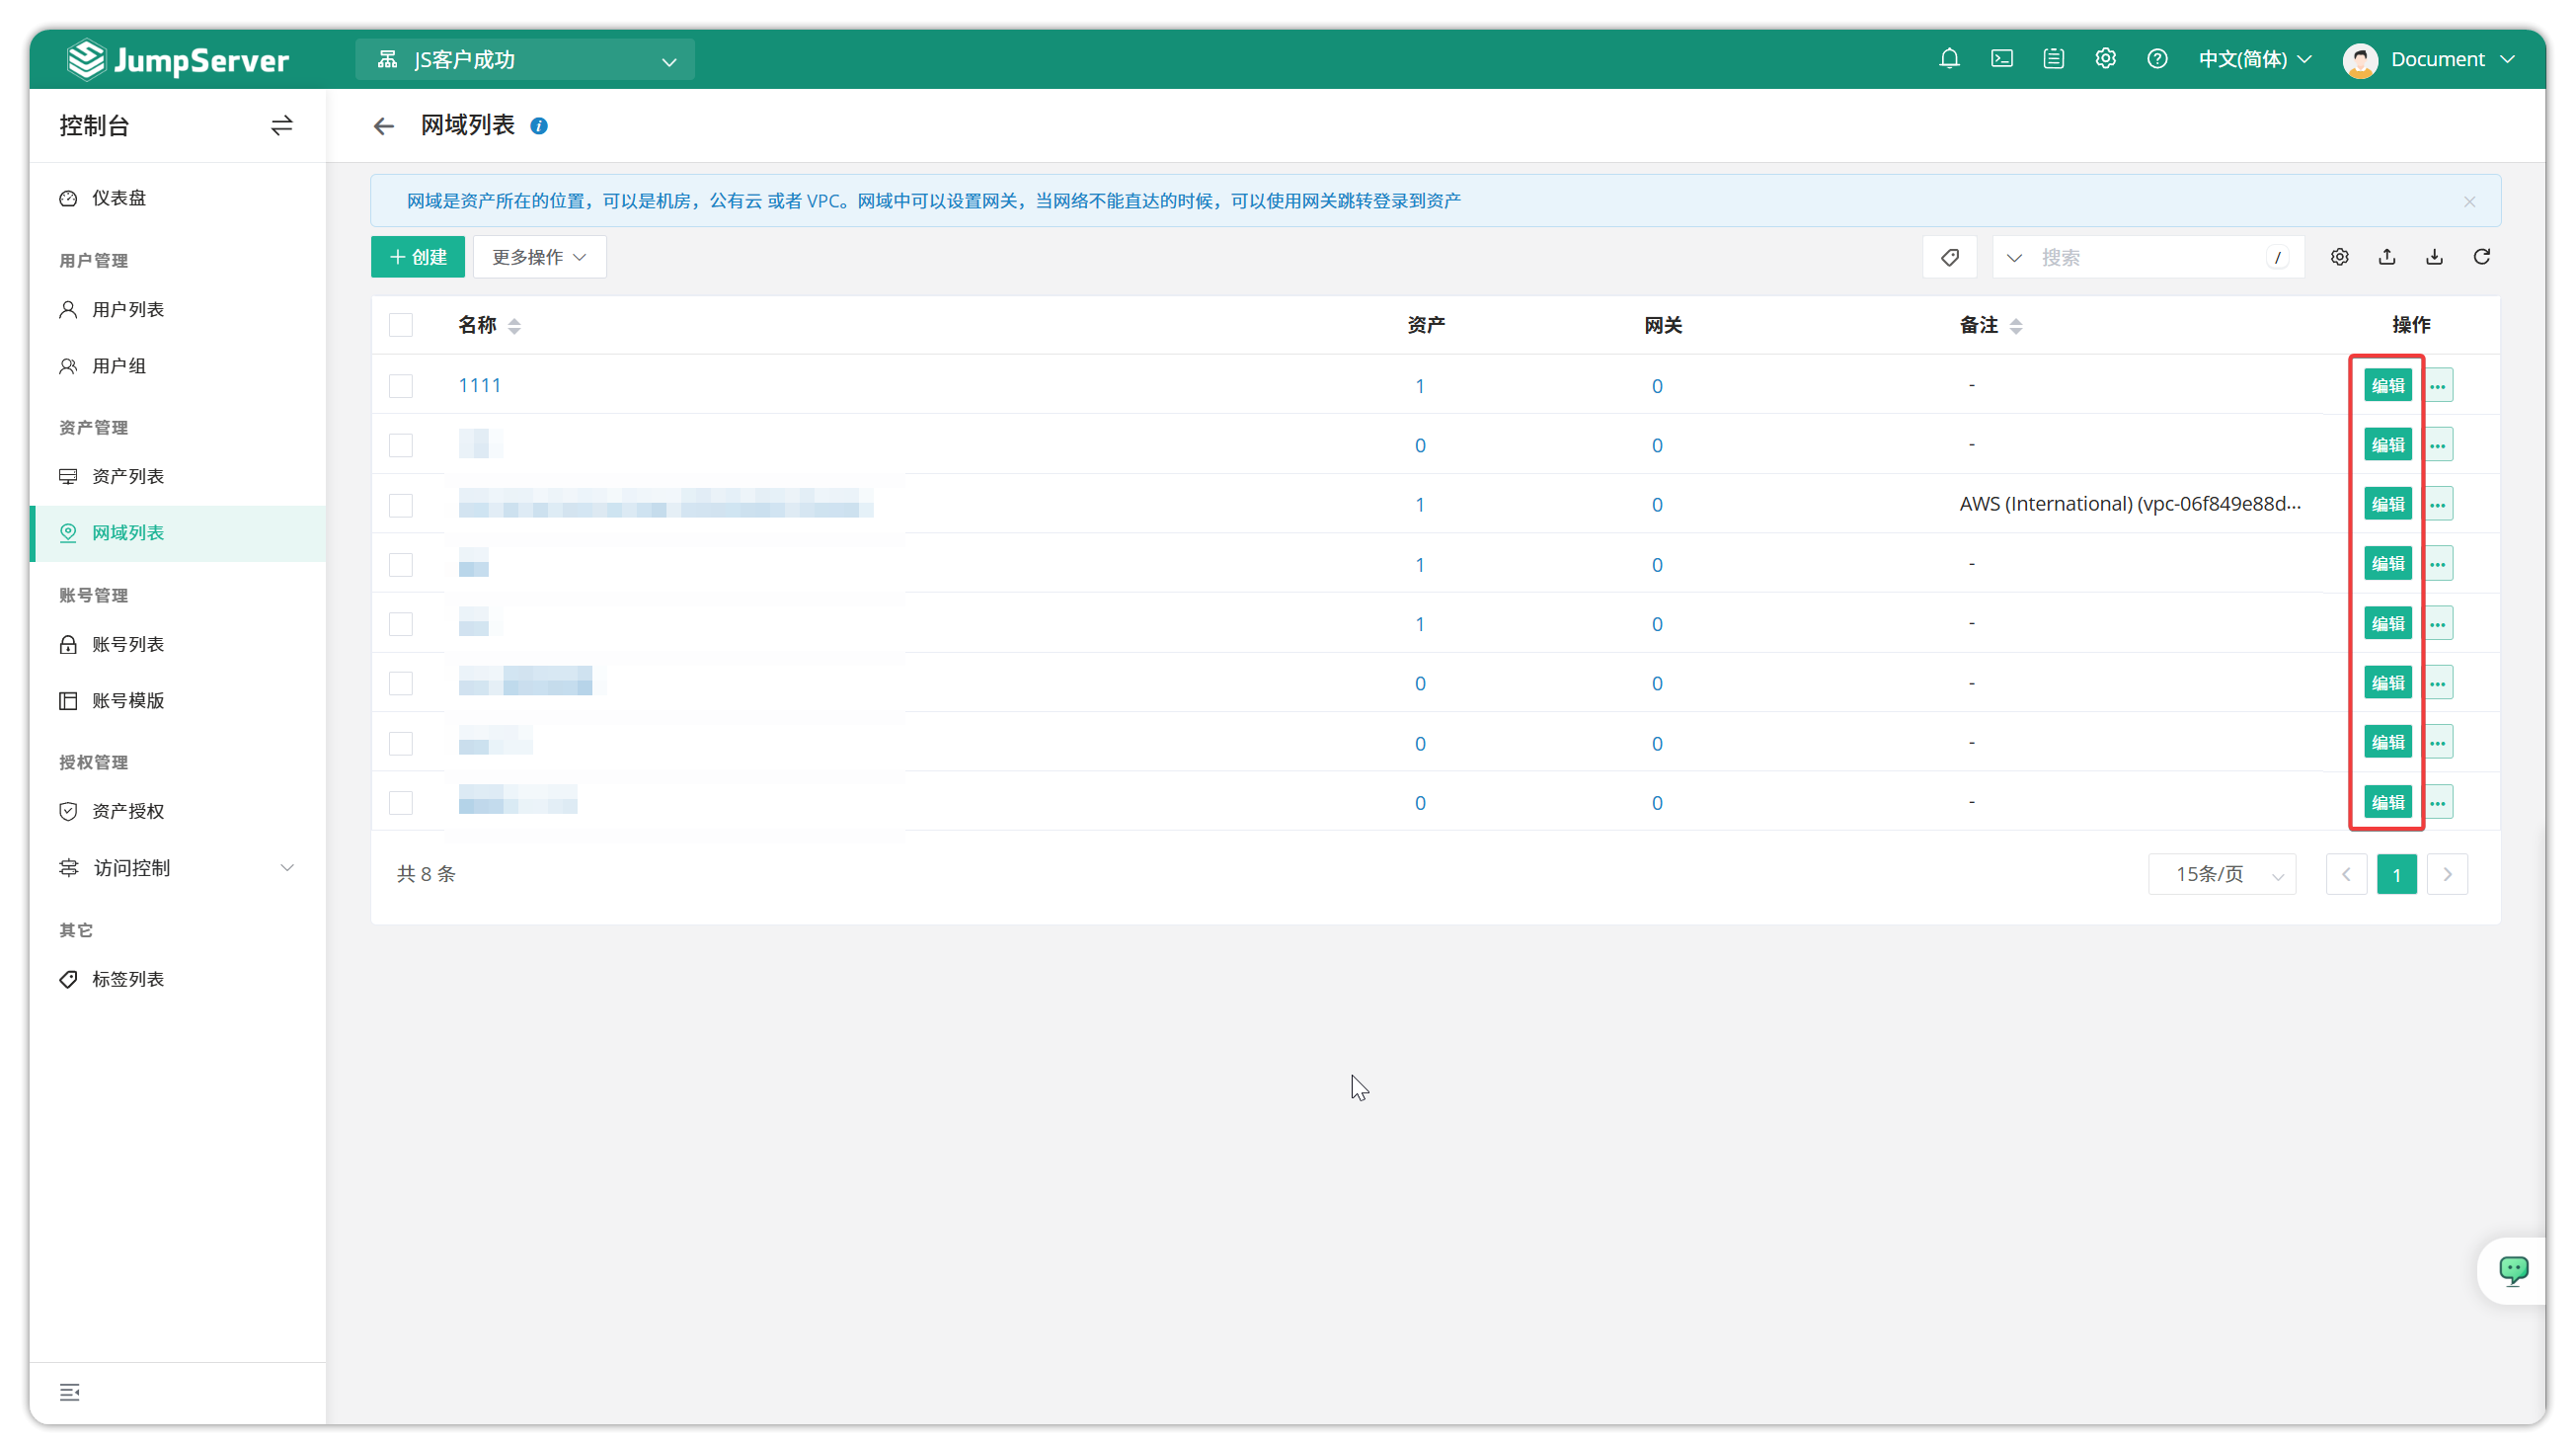 JumpServer
JS客户成功
中文(简体)
Document
控制台
网域列表
仪表盘
用户管理
用户列表
用户组
资产管理
资产列表
网域列表
账号管理
账号列表
账号模版
授权管理
资产授权
访问控制
其它
标签列表
网域是资产所在的位置，可以是机房，公有云 或者 VPC。网域中可以设置网关，当网络不能直达的时候，可以使用网关跳转登录到资产
创建 更多操作 搜索 /
名称 资产 网关 备注 操作
1111 1 0 - 编辑 ...
0 0 - 编辑 ...
1 0 AWS (International) (vpc-06f849e88d... 编辑 ...
1 0 - 编辑 ...
1 0 - 编辑 ...
0 0 - 编辑 ...
0 0 - 编辑 ...
0 0 - 编辑 ...
共 8 条 15条/页 1